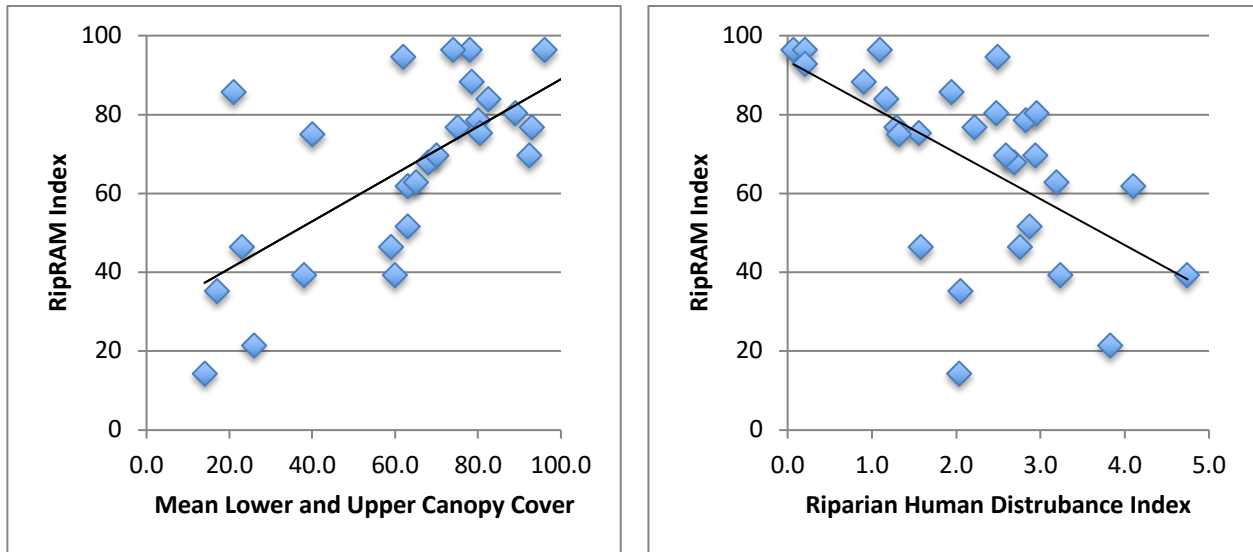 100
80
60
40
20
0
RipRAM Index
0.0 20.0 40.0 60.0 80.0 100.0
Mean Lower and Upper Canopy Cover
100
80
60
40
20
0
RipRAM Index
0.0 1.0 2.0 3.0 4.0 5.0
Riparian Human Distrubance Index